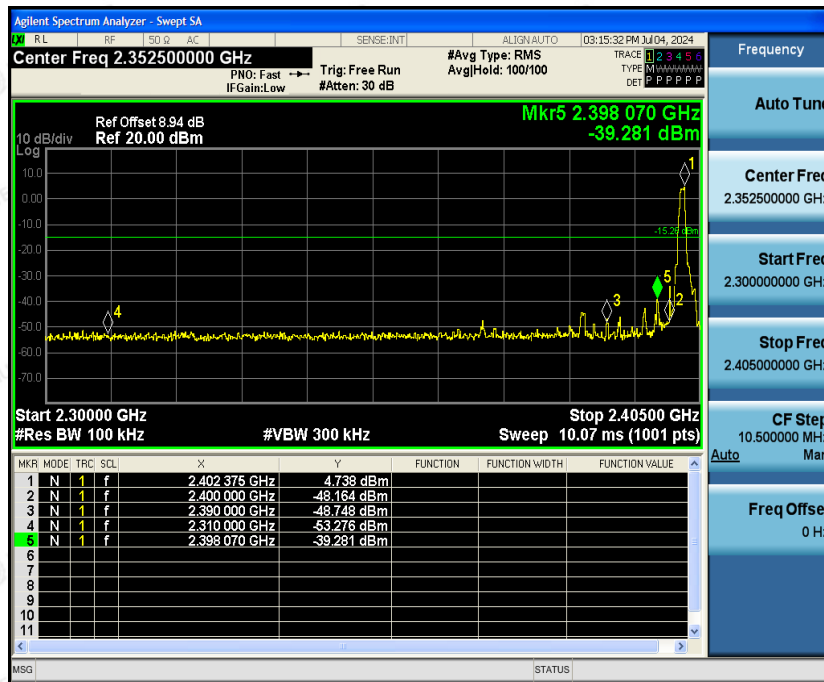 Agilent Spectrum Analyzer - Swept SA
LXI RL RF 50 Ω AC SENSE:INT ALIGN AUTO 03:15:32 PM Jul 04, 2024
Center Freq 2.352500000 GHz
PNO: Fast
IFGain:Low
Trig: Free Run
#Atten: 30 dB
#Avg Type: RMS
Avg|Hold: 100/100
TRACE 1 2 3 4 5 6
TYPE M
DET P P P P P P
Frequency
Mkr5 2.398 070 GHz
-39.281 dBm
Ref Offset 8.94 dB
10 dB/div Ref 20.00 dBm
Log
10.0
0.00
-10.0
-20.0
-30.0
-40.0
-50.0
-60.0
-70.0
1
-15.26 dBm
5
3
2
4
Start 2.30000 GHz Stop 2.40500 GHz
#Res BW 100 kHz #VBW 300 kHz Sweep 10.07 ms (1001 pts)
MKR MODE TRC SCL X Y FUNCTION FUNCTION WIDTH FUNCTION VALUE
1 N 1 f 2.402 375 GHz 4.738 dBm
2 N 1 f 2.400 000 GHz -48.164 dBm
3 N 1 f 2.390 000 GHz -48.748 dBm
4 N 1 f 2.310 000 GHz -53.276 dBm
5 N 1 f 2.398 070 GHz -39.281 dBm
6
7
8
9
10
11
Auto Tune
Center Freq
2.352500000 GHz
Start Freq
2.300000000 GHz
Stop Freq
2.405000000 GHz
CF Step
10.500000 MHz
Auto Man
Freq Offset
0 Hz
MSG STATUS